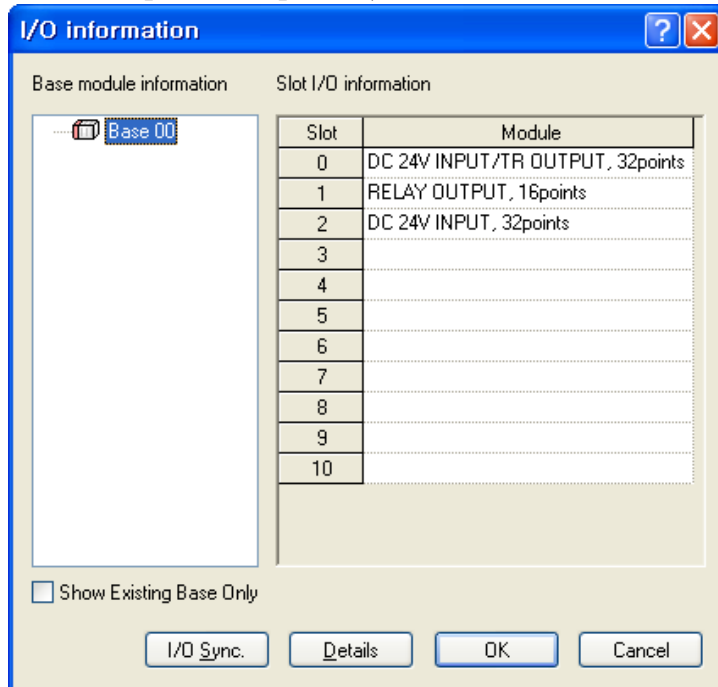 I/O information
Base module information
Slot I/O information
Base 00
Slot Module
0 DC 24V INPUT/TR OUTPUT, 32points
1 RELAY OUTPUT, 16points
2 DC 24V INPUT, 32points
3
4
5
6
7
8
9
10
Show Existing Base Only
I/O Sync. Details OK Cancel